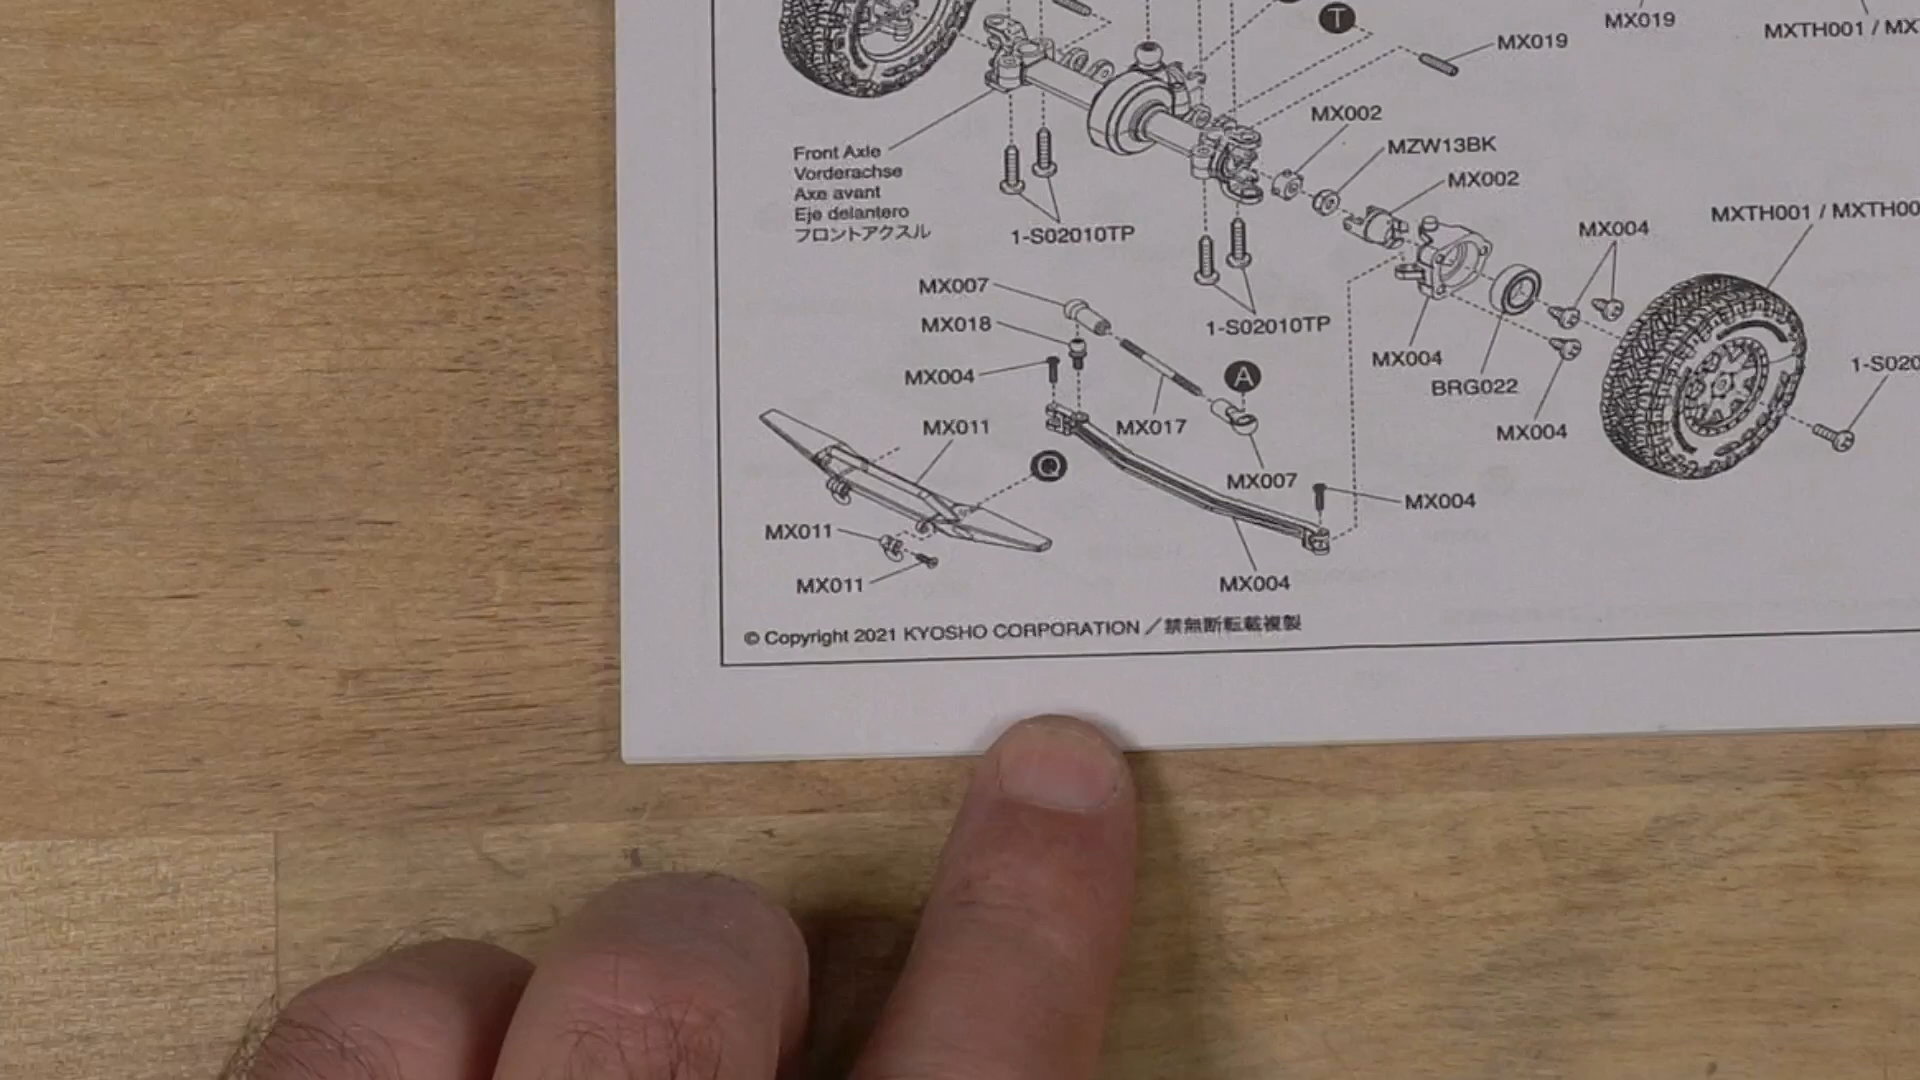 T
MX019
MX019
MXTH001 / MX
MX002
MZW13BK
MX002
Front Axle
Vorderachse
Axe avant
Eje delantero
フロントアクスル
1-S02010TP
MXTH001 / MXTH00
MX004
MX007
MX018
1-S02010TP
MX004
MX004
BRG022
1-S020
A
MX011
MX017
MX004
Q
MX007
MX004
MX011
MX011
MX004
© Copyright 2021 KYOSHO CORPORATION／禁無断転載複製